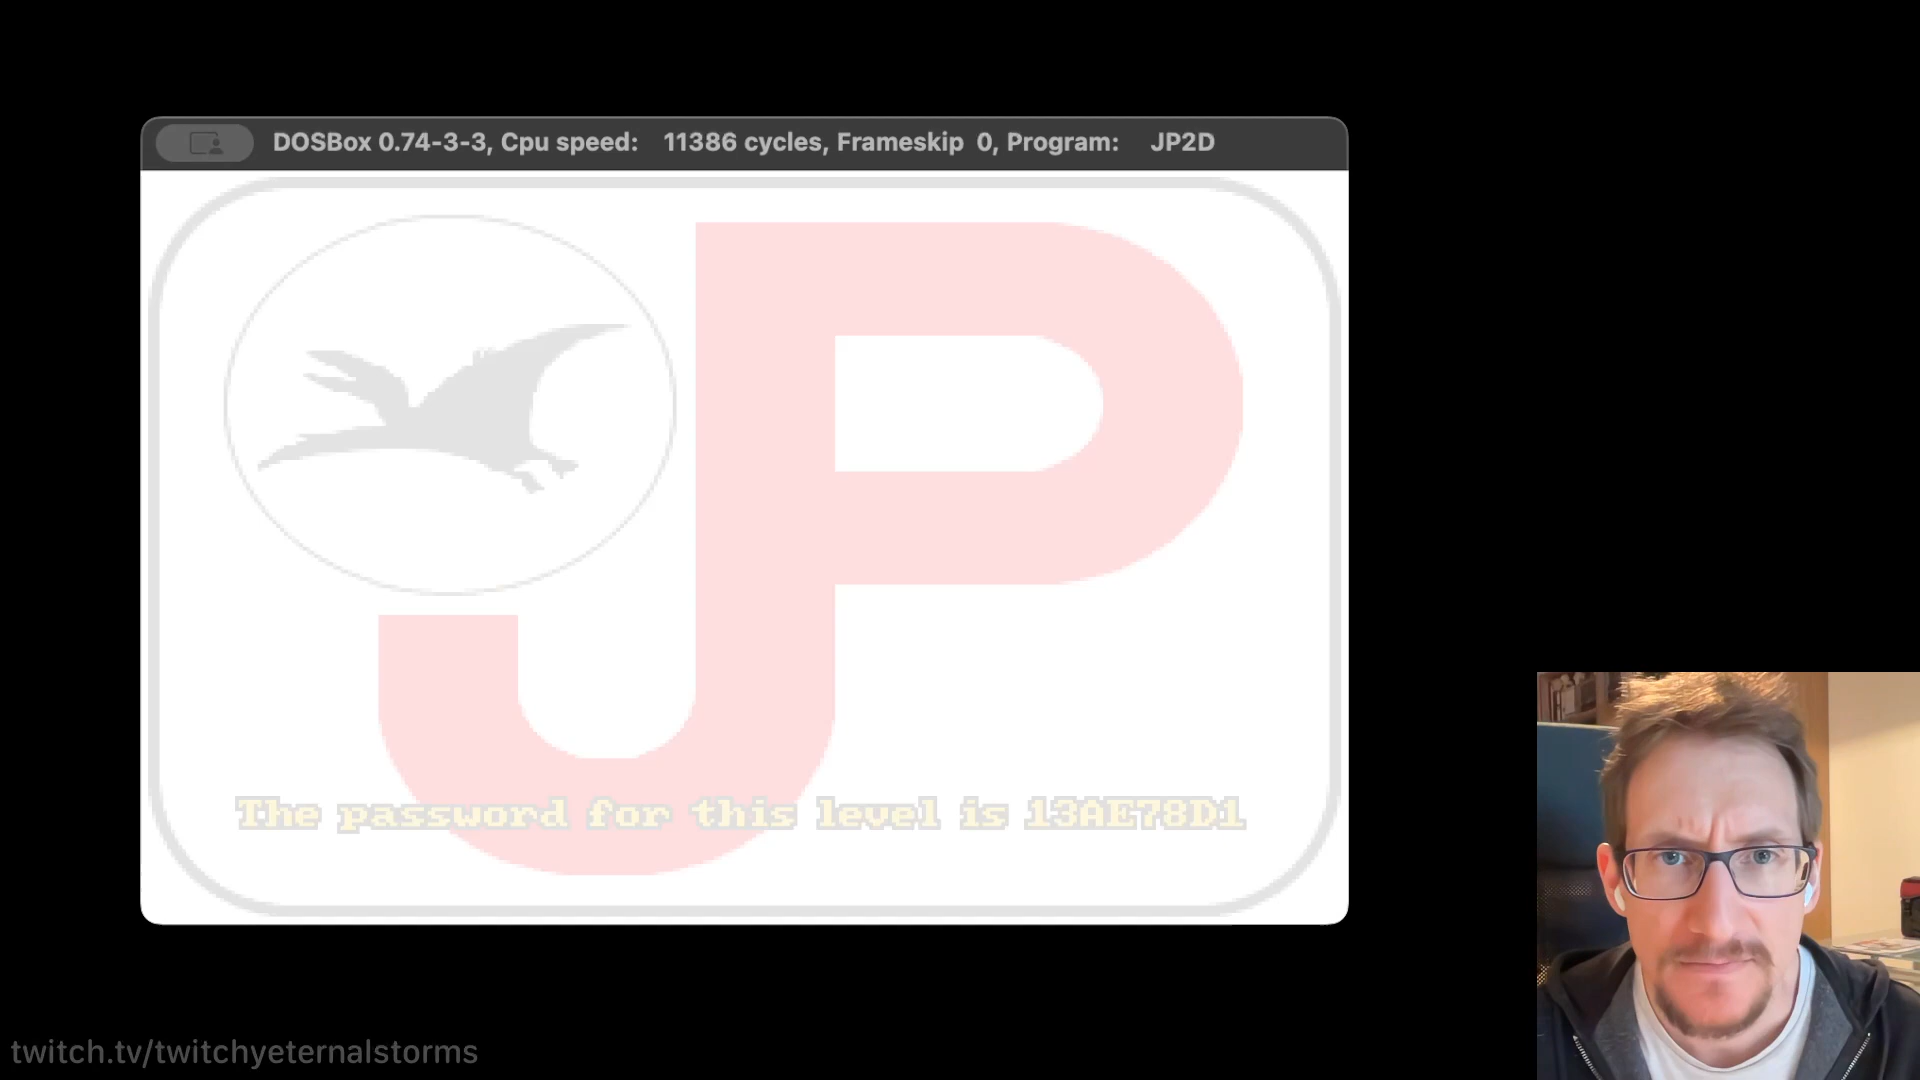 DOSBox 0.74-3-3, Cpu speed: 11386 cycles, Frameskip 0, Program: JP2D
JP
The password for this level is 13AE78D1
twitch.tv/twitchyeternalstorms